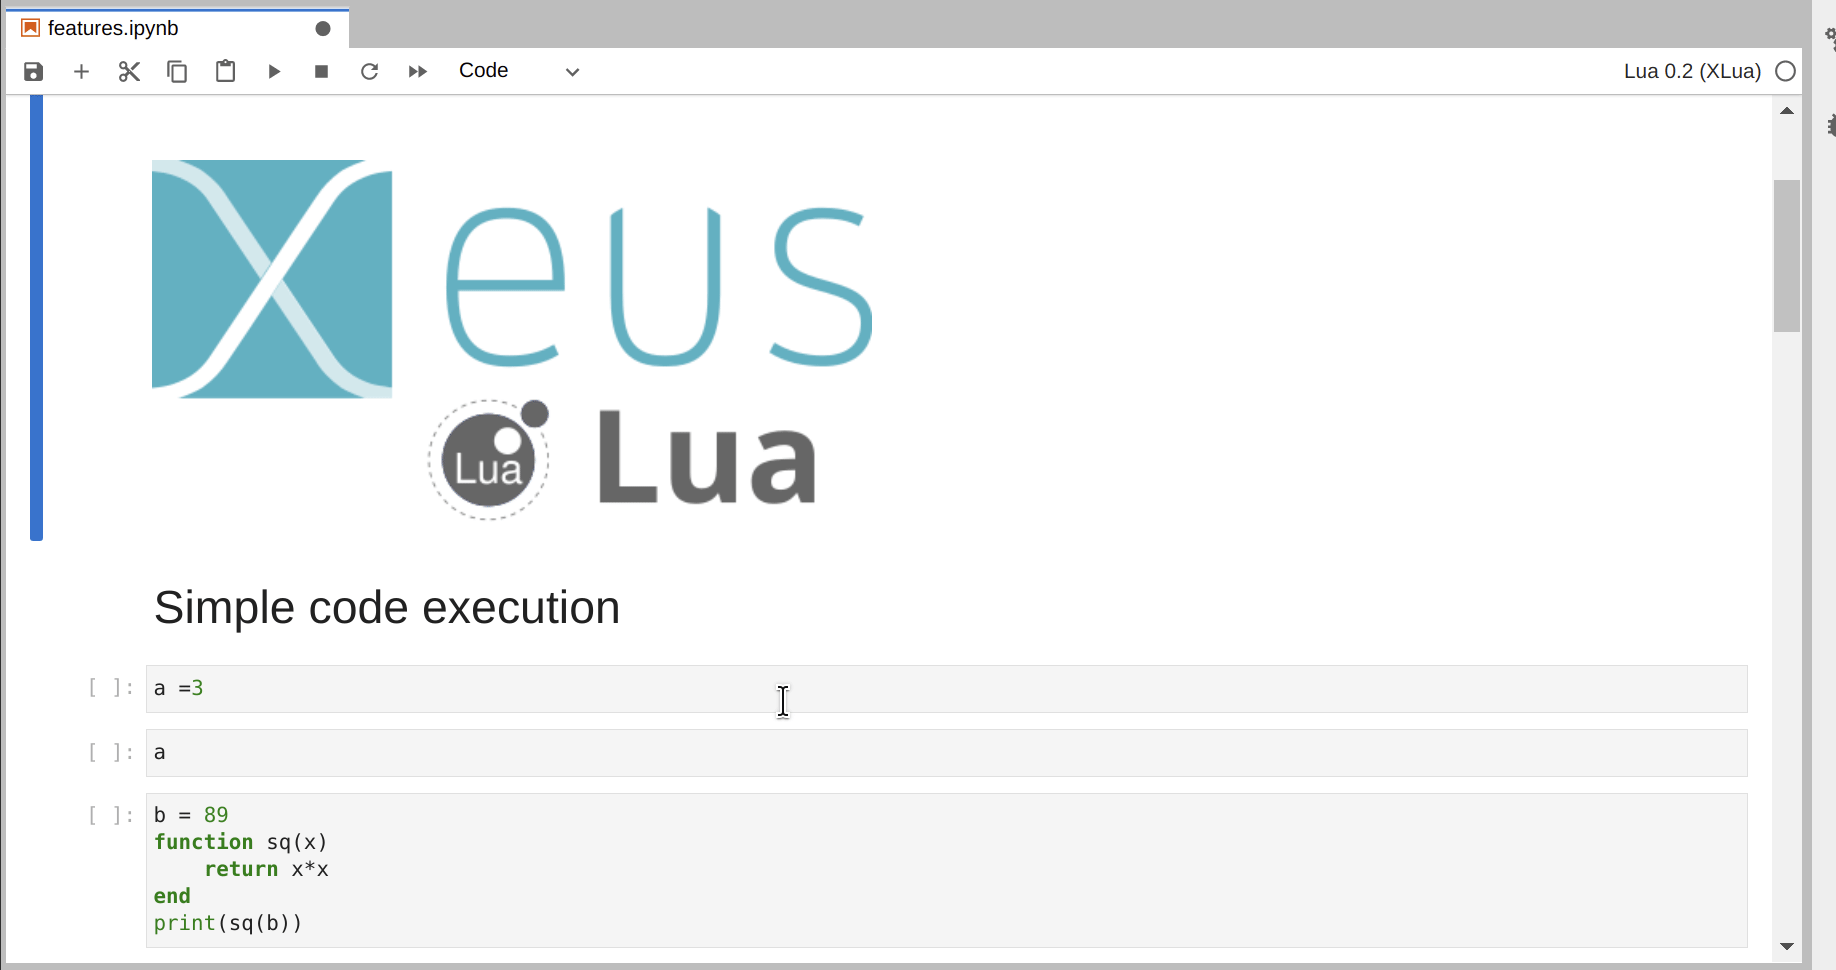 features.ipynb
Code
Lua 0.2 (XLua)
Xeus
Lua Lua
Simple code execution
[ ]: a =3
[ ]: a
[ ]: b = 89
function sq(x)
    return x*x
end
print(sq(b))